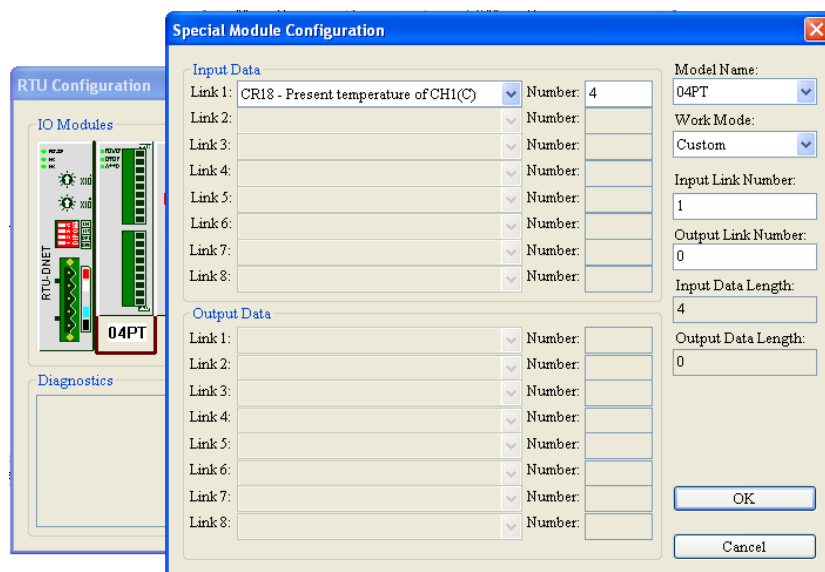 Special Module Configuration
RTU Configuration
IO Modules
RTU-DNET
04PT
Diagnostics
Input Data
Link 1: CR18 - Present temperature of CH1(C) Number: 4
Link 2: Number:
Link 3: Number:
Link 4: Number:
Link 5: Number:
Link 6: Number:
Link 7: Number:
Link 8: Number:
Output Data
Link 1: Number:
Link 2: Number:
Link 3: Number:
Link 4: Number:
Link 5: Number:
Link 6: Number:
Link 7: Number:
Link 8: Number:
Model Name:
04PT
Work Mode:
Custom
Input Link Number:
1
Output Link Number:
0
Input Data Length:
4
Output Data Length:
0
OK
Cancel